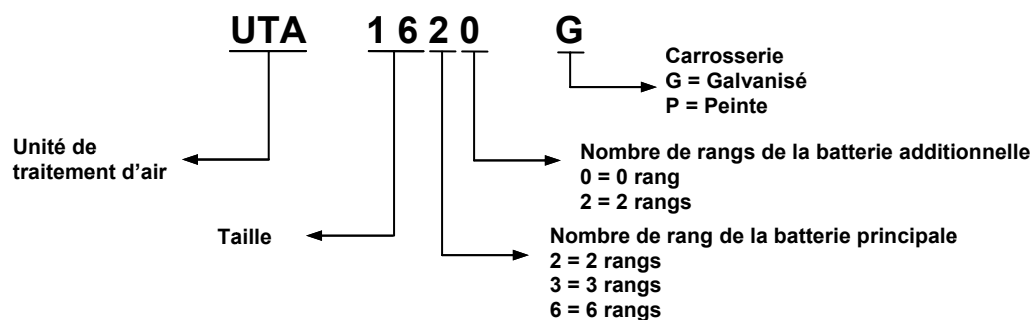 UTA 16 2 0 G
Carrosserie
G = Galvanisé
P = Peinte
Unité de
traitement d’air
Nombre de rangs de la batterie additionnelle
0 = 0 rang
2 = 2 rangs
Taille
Nombre de rang de la batterie principale
2 = 2 rangs
3 = 3 rangs
6 = 6 rangs